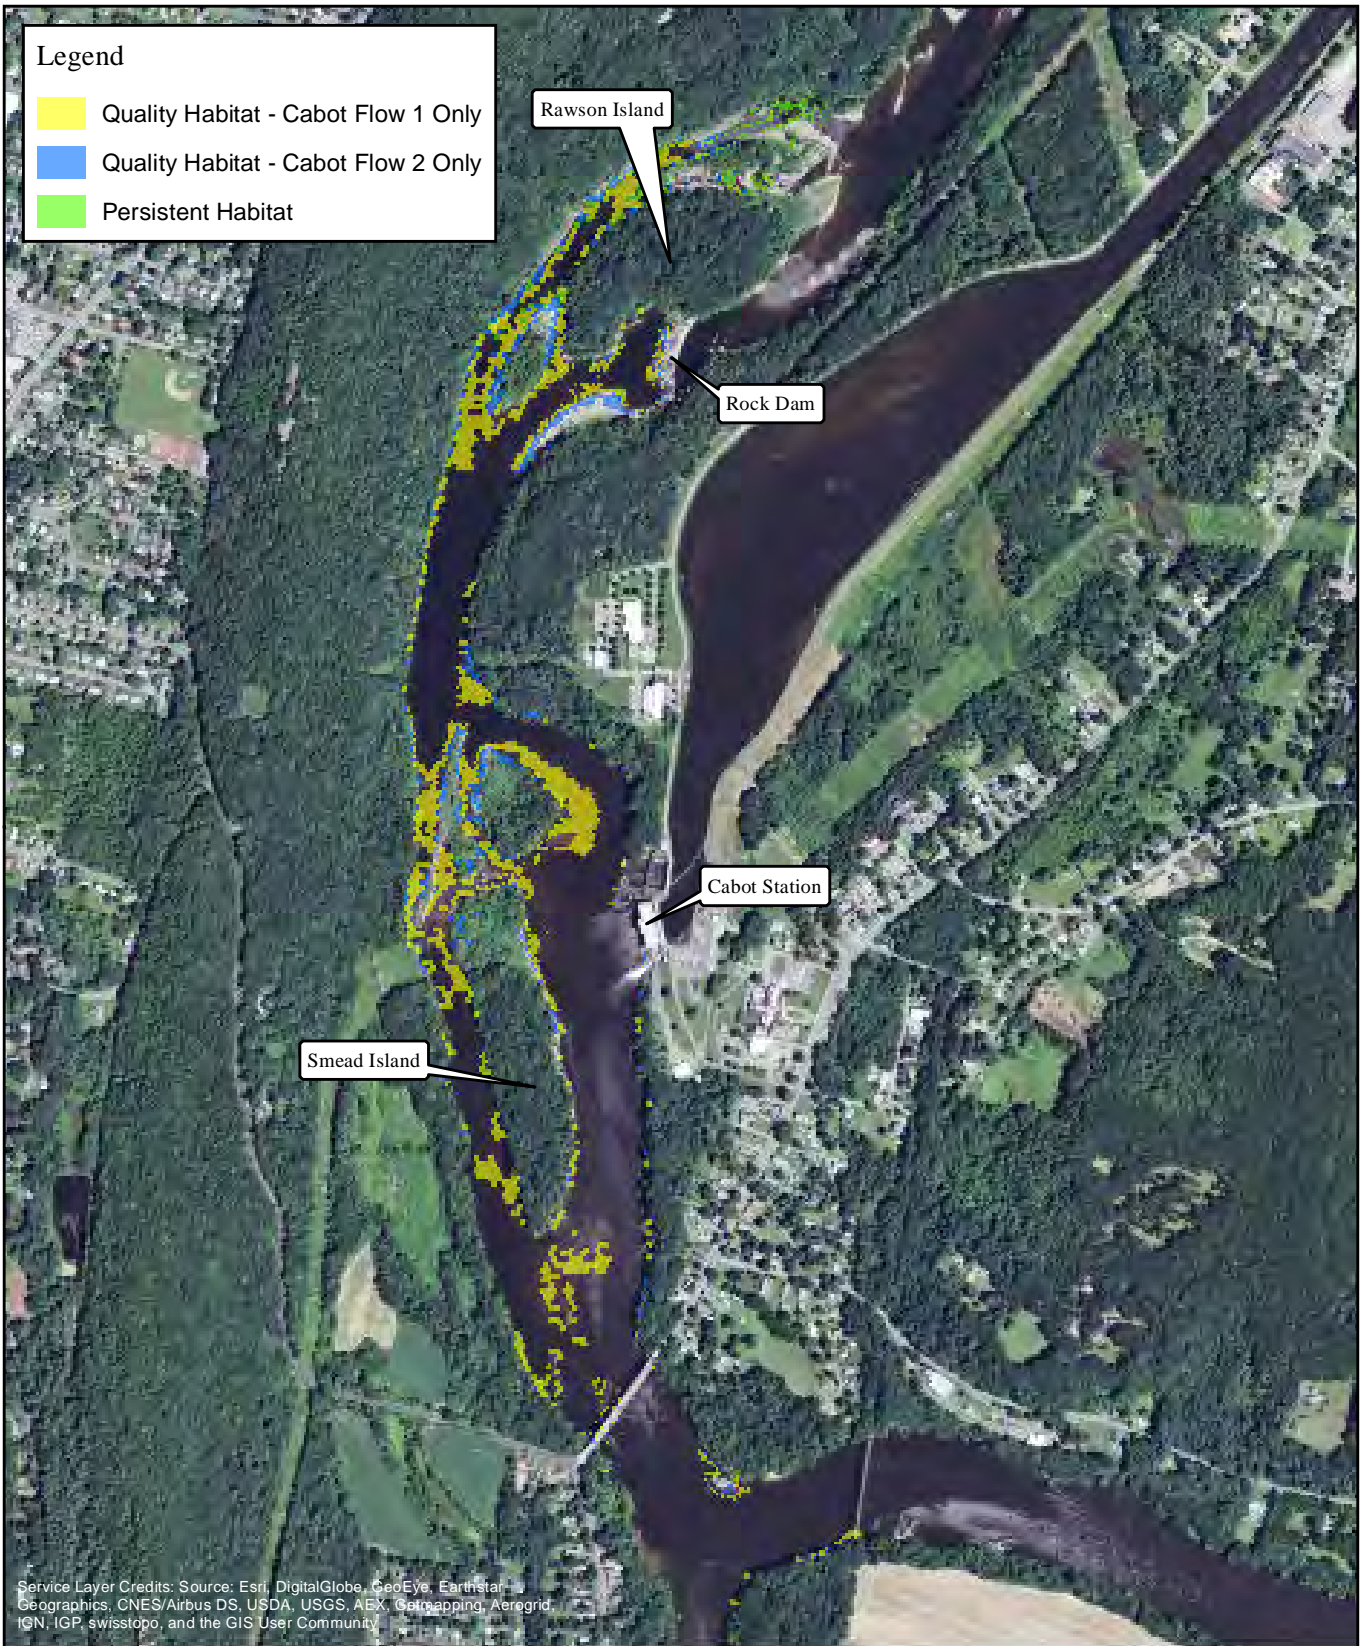 Legend
Quality Habitat - Cabot Flow 1 Only
Quality Habitat - Cabot Flow 2 Only
Persistent Habitat
Rawson Island
Rock Dam
Cabot Station
Smead Island
Service Layer Credits: Source: Esri, DigitalGlobe, GeoEye, Earthstar
Geographics, CNES/Airbus DS, USDA, USGS, AEX, Getmapping, Aerogrid,
IGN, IGP, swisstopo, and the GIS User Community